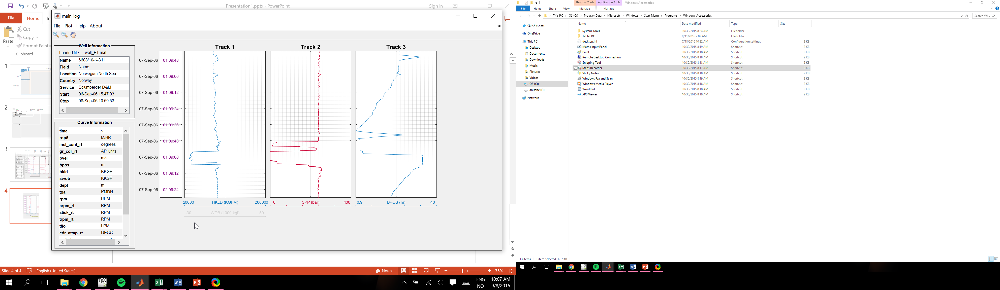 Presentation1.pptx - PowerPoint
Sign in
File
Home
Ins
Paste
Cut
Copy
Format Painter
Clipboard
1
2
3
4
main_log
File Plot Help About
Well Information
Loaded file : well_RT.mat
Name 6608/10-K-3 H
Field Norne
Location Norwegian North Sea
Country Norway
Service Sclumberger D&M
Start 06-Sep-06 15:47:03
Stop 08-Sep-06 10:59:53
Curve Information
time s
rop5 M/HR
incl_cont_rt degrees
gr_cdr_rt API units
bvel m/s
bpos m
hkld KKGF
swob KKGF
dept m
tqa KMDN
rpm RPM
crpm_rt RPM
stick_rt RPM
trpm_rt RPM
tflo LPM
cdr_atmp_rt DEGC
Track 1 Track 2 Track 3
07-Sep-06 01:09:48
07-Sep-06 01:09:00
07-Sep-06 01:09:12
07-Sep-06 01:09:24
07-Sep-06 01:09:36
07-Sep-06 01:09:48
07-Sep-06 01:09:00
07-Sep-06 01:09:12
07-Sep-06 02:09:24
20000 HKLD (KGFM) 200000
0 SPP (bar) 400
0.9 BPOS (m) 40
-30 WOB (1000 kgf) 50
Slide 4 of 4 English (United States)
Notes
75%
ENG
NO
10:07 AM
9/8/2016
Shortcut Tools Application Tools Windows Accessories
File Home Share View Manage Manage
This PC OS (C:) ProgramData Microsoft Windows Start Menu Programs Windows Accessories
Search Wi...
Quick access
OneDrive
This PC
Desktop
Documents
Downloads
Music
Pictures
Videos
OS (C:)
anisanc (F:)
Network
Name Date modified Type Size
System Tools 10/30/2015 8:24 AM File folder
Tablet PC 8/11/2016 9:02 AM File folder
desktop.ini 7/18/2016 10:22 AM Configuration settings 2 KB
Maths Input Panel 10/30/2015 8:19 AM Shortcut 2 KB
Paint 10/30/2015 8:18 AM Shortcut 2 KB
Remote Desktop Connection 10/30/2015 8:18 AM Shortcut 2 KB
Snipping Tool 10/30/2015 8:18 AM Shortcut 2 KB
Steps Recorder 10/30/2015 8:17 AM Shortcut 2 KB
Sticky Notes 10/30/2015 8:18 AM Shortcut 2 KB
Windows Fax and Scan 10/30/2015 8:19 AM Shortcut 2 KB
Windows Media Player 10/30/2015 8:18 AM Shortcut 2 KB
WordPad 10/30/2015 8:18 AM Shortcut 2 KB
XPS Viewer 10/30/2015 8:19 AM Shortcut 2 KB
13 items 1 item selected 1.07 KB